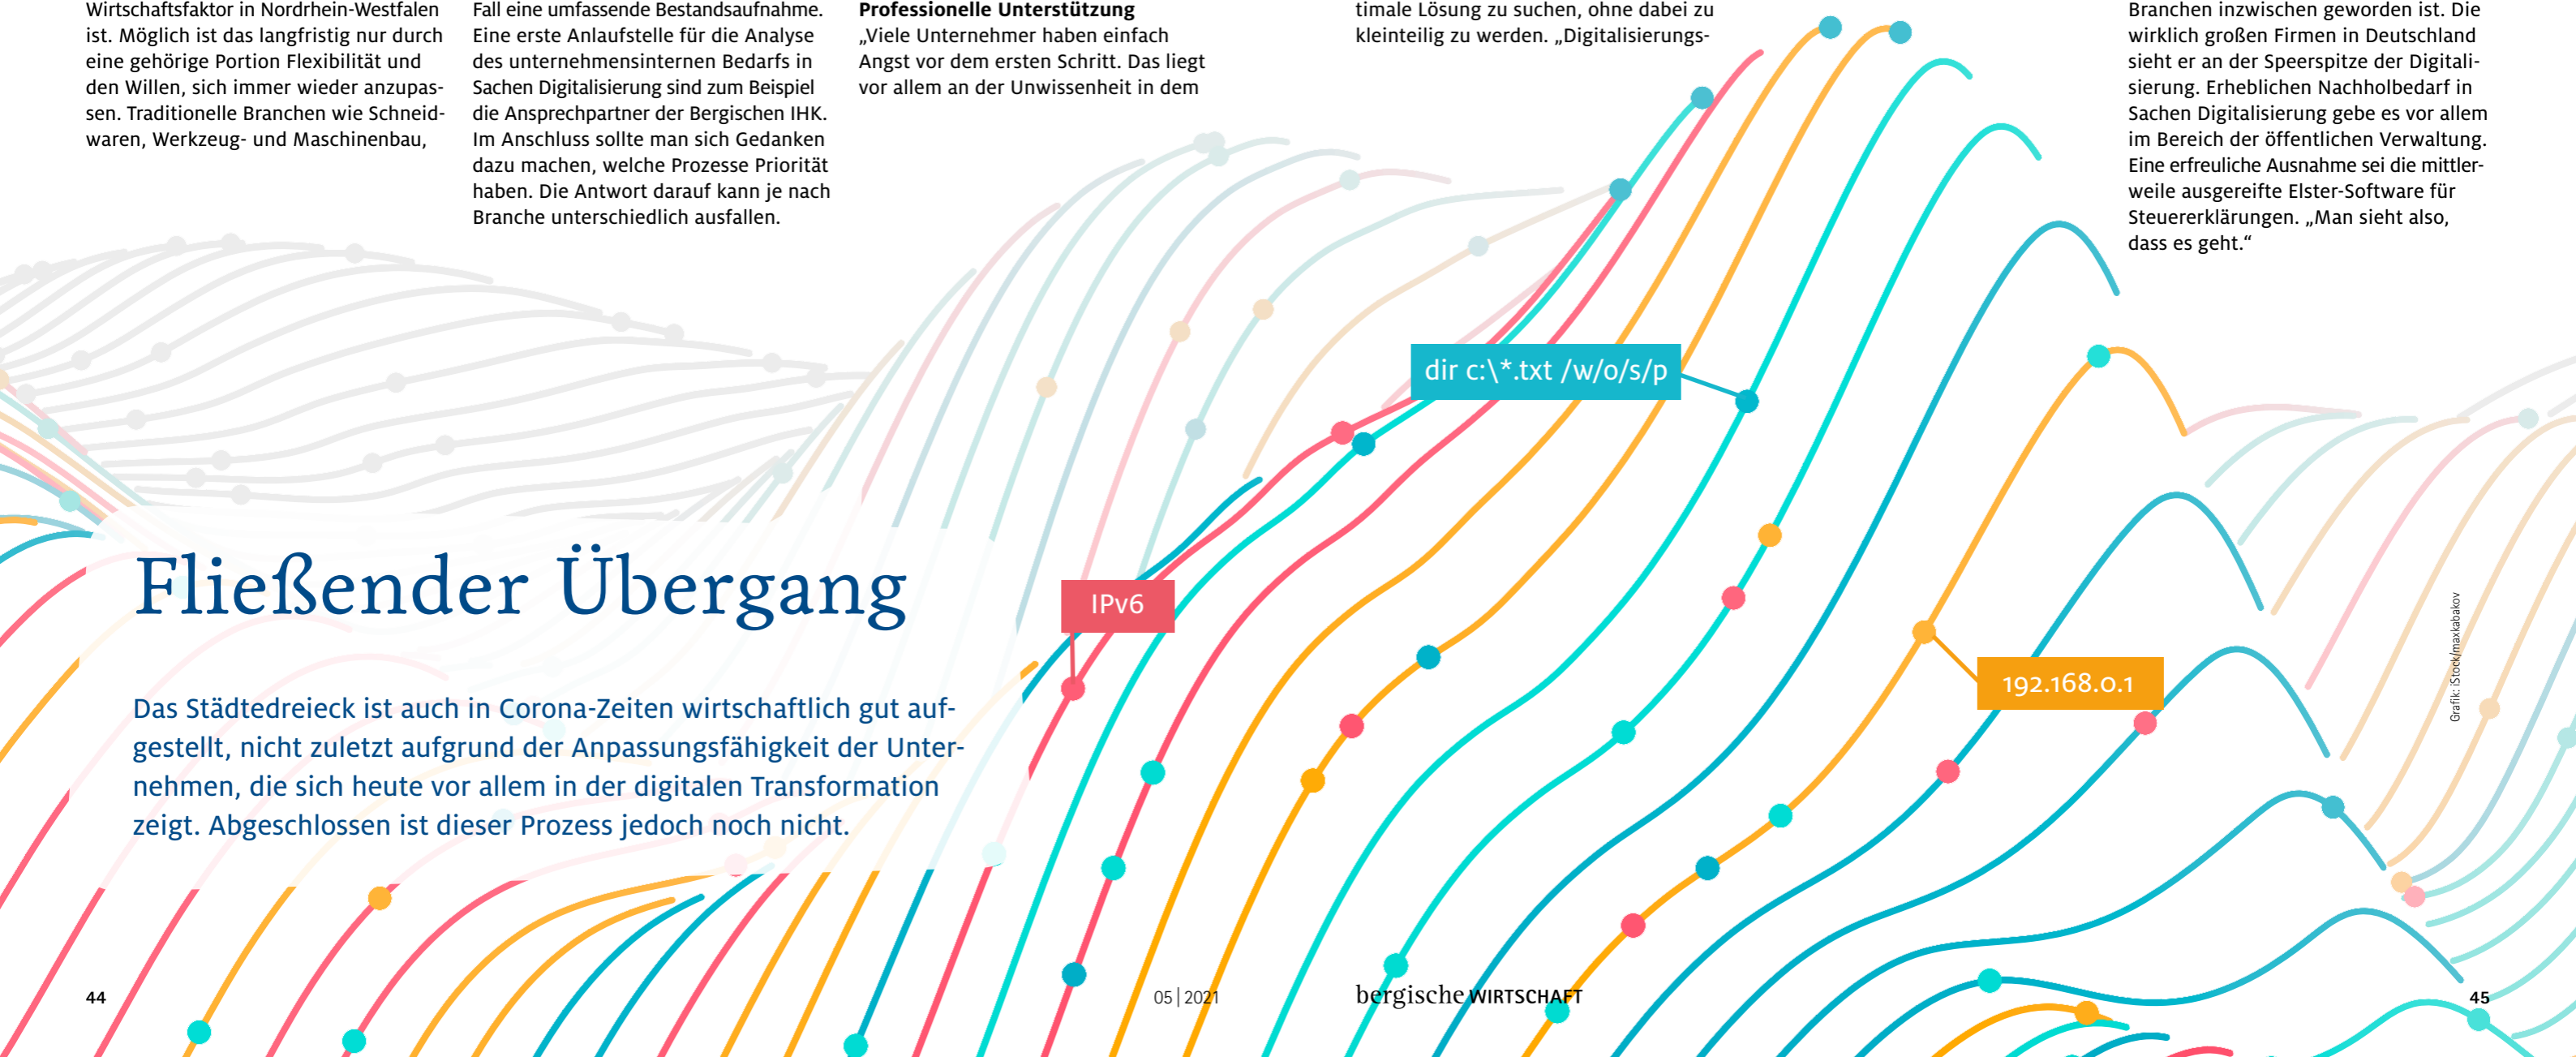 Wirtschaftsfaktor in Nordrhein-Westfalen
ist. Möglich ist das langfristig nur durch
eine gehörige Portion Flexibilität und
den Willen, sich immer wieder anzupas-
sen. Traditionelle Branchen wie Schneid-
waren, Werkzeug- und Maschinenbau,
Fall eine umfassende Bestandsaufnahme.
Eine erste Anlaufstelle für die Analyse
des unternehmensinternen Bedarfs in
Sachen Digitalisierung sind zum Beispiel
die Ansprechpartner der Bergischen IHK.
Im Anschluss sollte man sich Gedanken
dazu machen, welche Prozesse Priorität
haben. Die Antwort darauf kann je nach
Branche unterschiedlich ausfallen.
Professionelle Unterstützung
„Viele Unternehmer haben einfach
Angst vor dem ersten Schritt. Das liegt
vor allem an der Unwissenheit in dem
timale Lösung zu suchen, ohne dabei zu
kleinteilig zu werden. „Digitalisierungs-
Branchen inzwischen geworden ist. Die
wirklich großen Firmen in Deutschland
sieht er an der Speerspitze der Digitali-
sierung. Erheblichen Nachholbedarf in
Sachen Digitalisierung gebe es vor allem
im Bereich der öffentlichen Verwaltung.
Eine erfreuliche Ausnahme sei die mittler-
weile ausgereifte Elster-Software für
Steuererklärungen. „Man sieht also,
dass es geht.“
dir c:\*.txt /w/o/s/p
IPv6
192.168.0.1
Fließender Übergang
Das Städtedreieck ist auch in Corona-Zeiten wirtschaftlich gut auf-
gestellt, nicht zuletzt aufgrund der Anpassungsfähigkeit der Unter-
nehmen, die sich heute vor allem in der digitalen Transformation
zeigt. Abgeschlossen ist dieser Prozess jedoch noch nicht.
Grafik: iStock/maxkabakov
44
05 | 2021
bergische WIRTSCHAFT
45